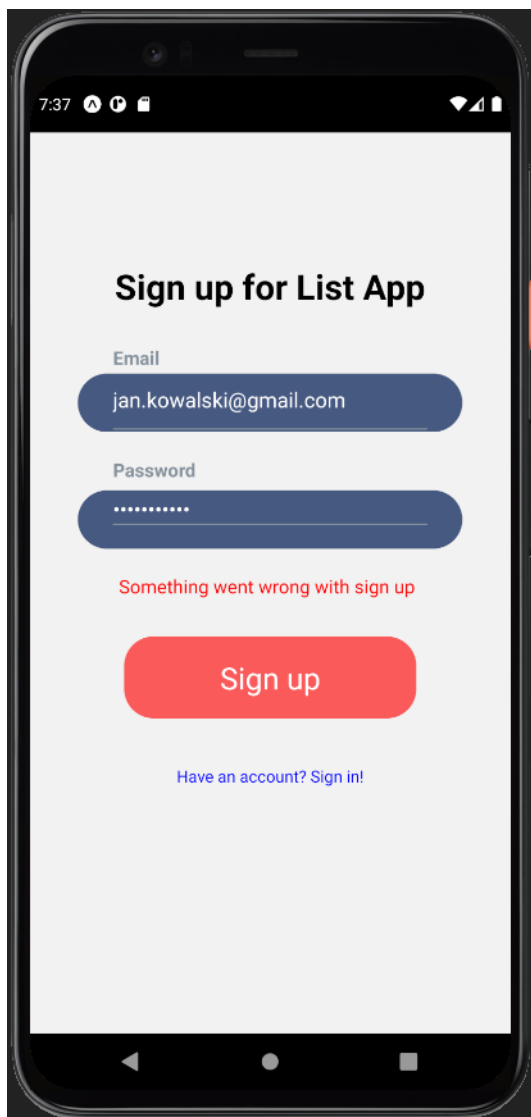 7:37
Sign up for List App
Email
jan.kowalski@gmail.com
Password
•••••••••••
Something went wrong with sign up
Sign up
Have an account? Sign in!